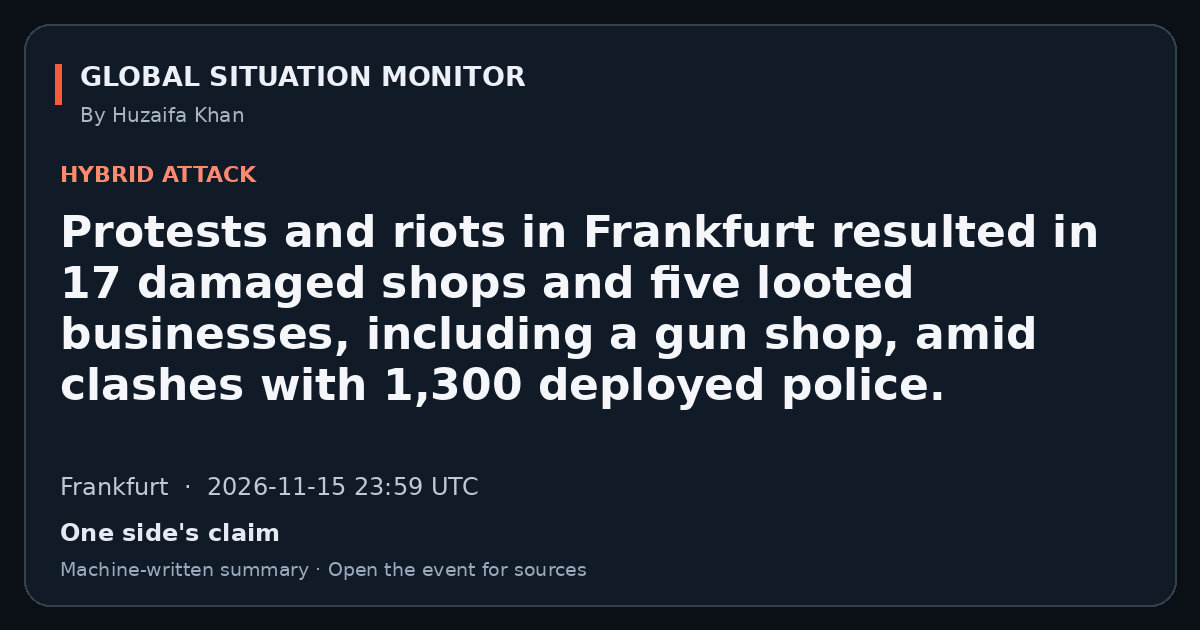 GLOBAL SITUATION MONITOR
By Huzaifa Khan
HYBRID ATTACK
Protests and riots in Frankfurt resulted in
17 damaged shops and five looted
businesses, including a gun shop, amid
clashes with 1,300 deployed police.
Frankfurt · 2026-11-15 23:59 UTC
One side's claim
Machine-written summary · Open the event for sources